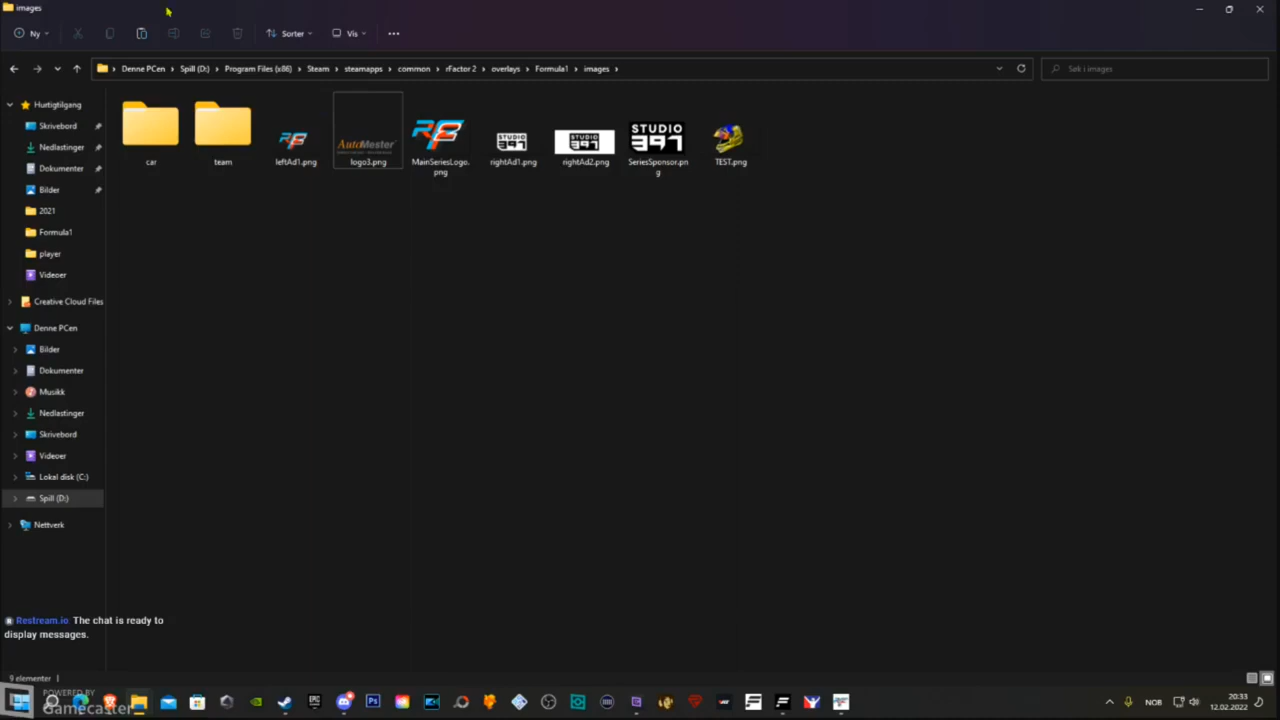 images
Ny
Sorter
Vis
Denne PCen
Spill (D:)
Program Files (x86)
Steam
steamapps
common
rFactor 2
overlays
Formula1
images
Søk i images
Hurtigtilgang
Skrivebord
Nedlastinger
Dokumenter
Bilder
2021
Formula1
player
Videoer
Creative Cloud Files
Denne PCen
Bilder
Dokumenter
Musikk
Nedlastinger
Skrivebord
Videoer
Lokal disk (C:)
Spill (D:)
Nettverk
car
team
leftAd1.png
AutoMester
logo3.png
MainSeriesLogo.
png
STUDIO
397
rightAd1.png
STUDIO
397
rightAd2.png
STUDIO
397
SeriesSponsor.pn
g
TEST.png
Restream.io The chat is ready to
display messages.
9 elementer
POWERED BY
Gamecaster
EPIC
Ps
NOB
20:33
12.02.2022